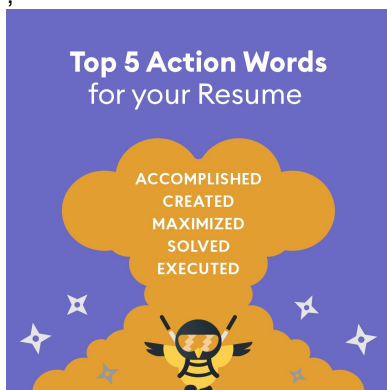 ;
Top 5 Action Words
for your Resume
ACCOMPLISHED
CREATED
MAXIMIZED
SOLVED
EXECUTED